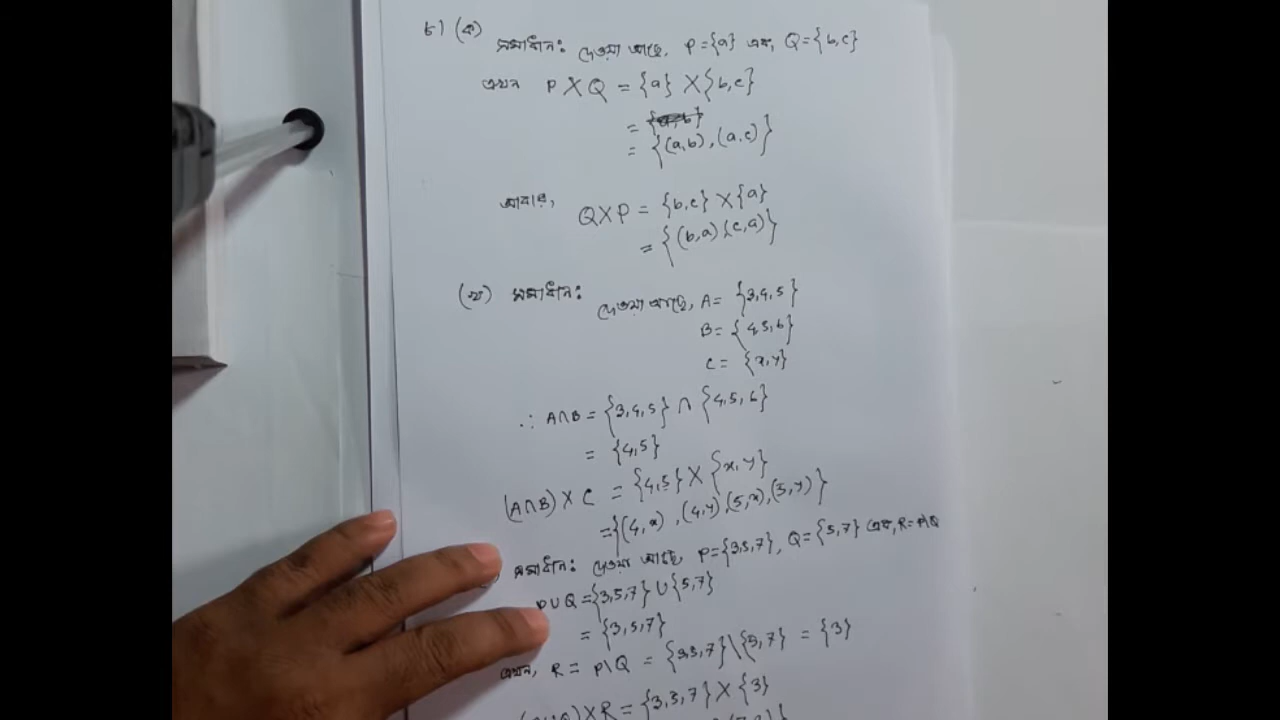 ৮। (ক)
সমাধান: দেওয়া আছে, P={a} এবং, Q={b,c}
এখন P X Q = {a} X {b,c}
=
= {(a,b), (a,c)}
আবার,
Q X P = {b,c} X {a}
= {(b,a) (c,a)}
(খ) সমাধান:
দেওয়া আছে, A = {3,4,5}
B = {4,5,6}
C = {x,y}
∴ A∩B = {3,4,5} ∩ {4,5,6}
= {4,5}
(A∩B) X C = {4,5} X {x,y}
= {(4,x), (4,y), (5,x), (5,y)}
সমাধান: দেওয়া আছে, P={3,5,7}, Q={5,7} এবং, R=P\Q
P∪Q = {3,5,7} ∪ {5,7}
= {3,5,7}
এখন, R = P\Q = {3,5,7}\{5,7} = {3}
X R = {3,5,7} X {3}